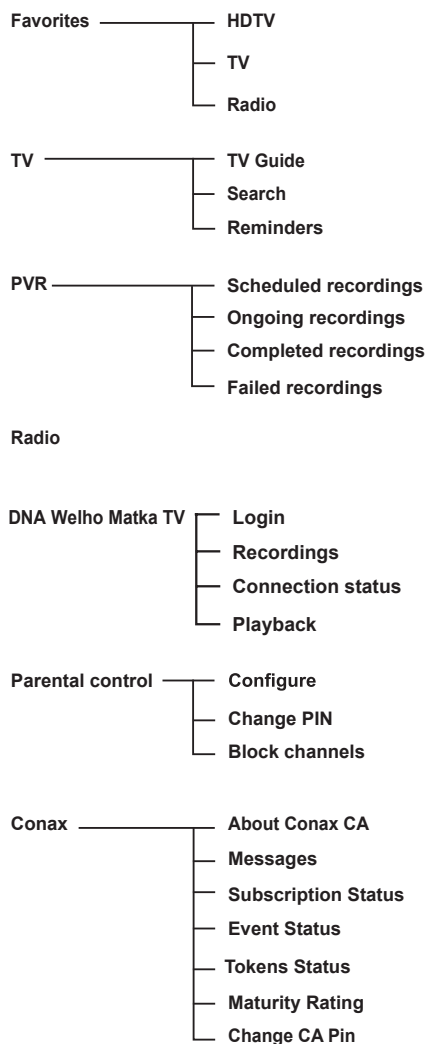 Favorites HDTV
TV
Radio
TV TV Guide
Search
Reminders
PVR Scheduled recordings
Ongoing recordings
Completed recordings
Failed recordings
Radio
DNA Welho Matka TV Login
Recordings
Connection status
Playback
Parental control Configure
Change PIN
Block channels
Conax About Conax CA
Messages
Subscription Status
Event Status
Tokens Status
Maturity Rating
Change CA Pin